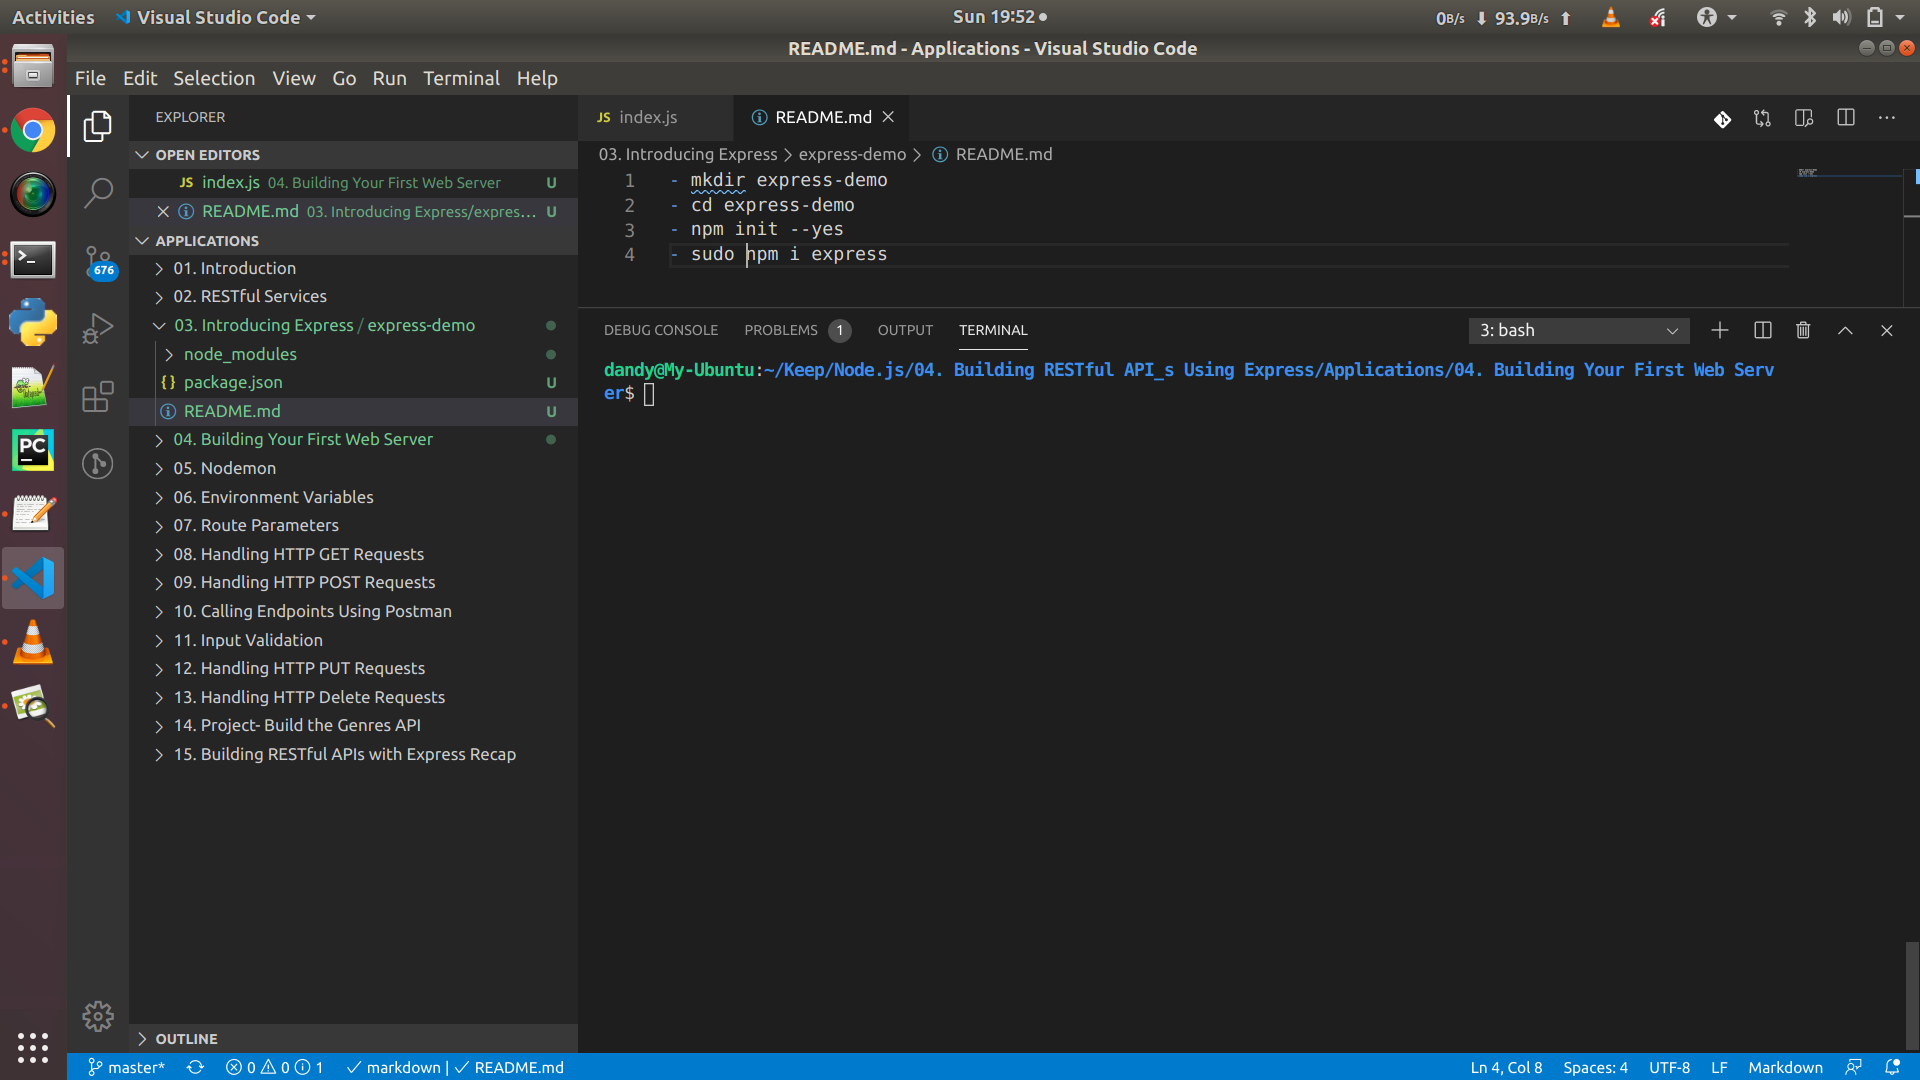 Activities Visual Studio Code Sun 19:52 0B/s 93.9B/s
README.md - Applications - Visual Studio Code
File Edit Selection View Go Run Terminal Help
EXPLORER
OPEN EDITORS
JS index.js 04. Building Your First Web Server U
README.md 03. Introducing Express/expres... U
APPLICATIONS
01. Introduction
02. RESTful Services
03. Introducing Express / express-demo
node_modules
{} package.json U
README.md U
04. Building Your First Web Server
05. Nodemon
06. Environment Variables
07. Route Parameters
08. Handling HTTP GET Requests
09. Handling HTTP POST Requests
10. Calling Endpoints Using Postman
11. Input Validation
12. Handling HTTP PUT Requests
13. Handling HTTP Delete Requests
14. Project- Build the Genres API
15. Building RESTful APIs with Express Recap
OUTLINE
676
PC
JS index.js README.md
03. Introducing Express > express-demo > README.md
1 - mkdir express-demo
2 - cd express-demo
3 - npm init --yes
4 - sudo npm i express
DEBUG CONSOLE PROBLEMS 1 OUTPUT TERMINAL 3: bash
dandy@My-Ubuntu:~/Keep/Node.js/04. Building RESTful API_s Using Express/Applications/04. Building Your First Web Serv
er$
master* 0 0 1 markdown | README.md Ln 4, Col 8 Spaces: 4 UTF-8 LF Markdown